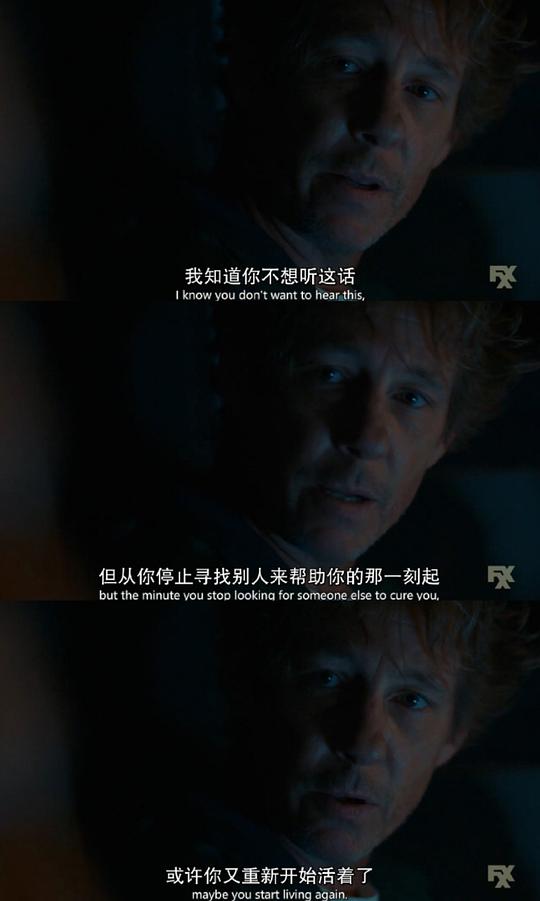 FXX
我知道你不想听这话
I know you don't want to hear this,
FXX
但从你停止寻找别人来帮助你的那一刻起
but the minute you stop looking for someone else to cure you,
FXX
或许你又重新开始活着了
maybe you start living again.